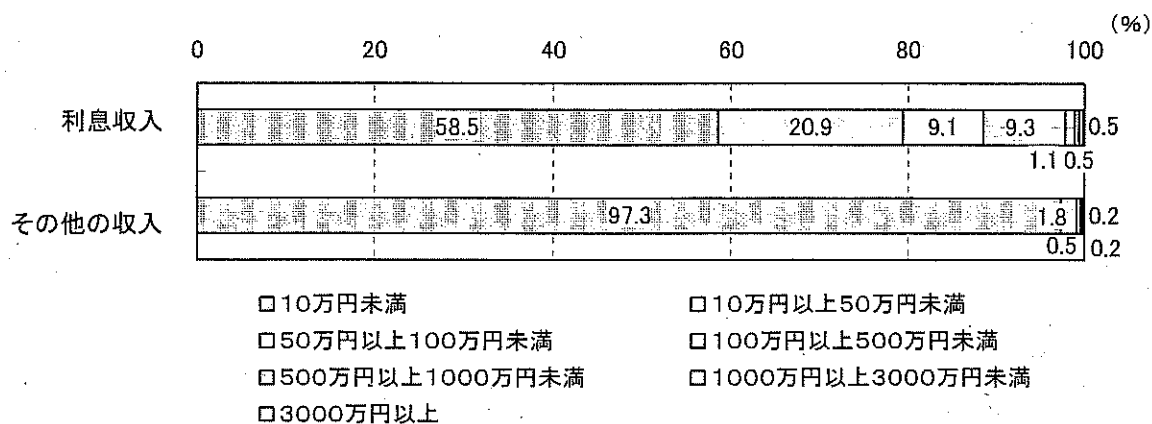 (%)
0 20 40 60 80 100
利息収入 58.5 20.9 9.1 9.3 0.5
1.1 0.5
その他の収入 97.3 1.8 0.2
0.5 0.2
□10万円未満 □10万円以上50万円未満
□50万円以上100万円未満 □100万円以上500万円未満
□500万円以上1000万円未満 □1000万円以上3000万円未満
□3000万円以上